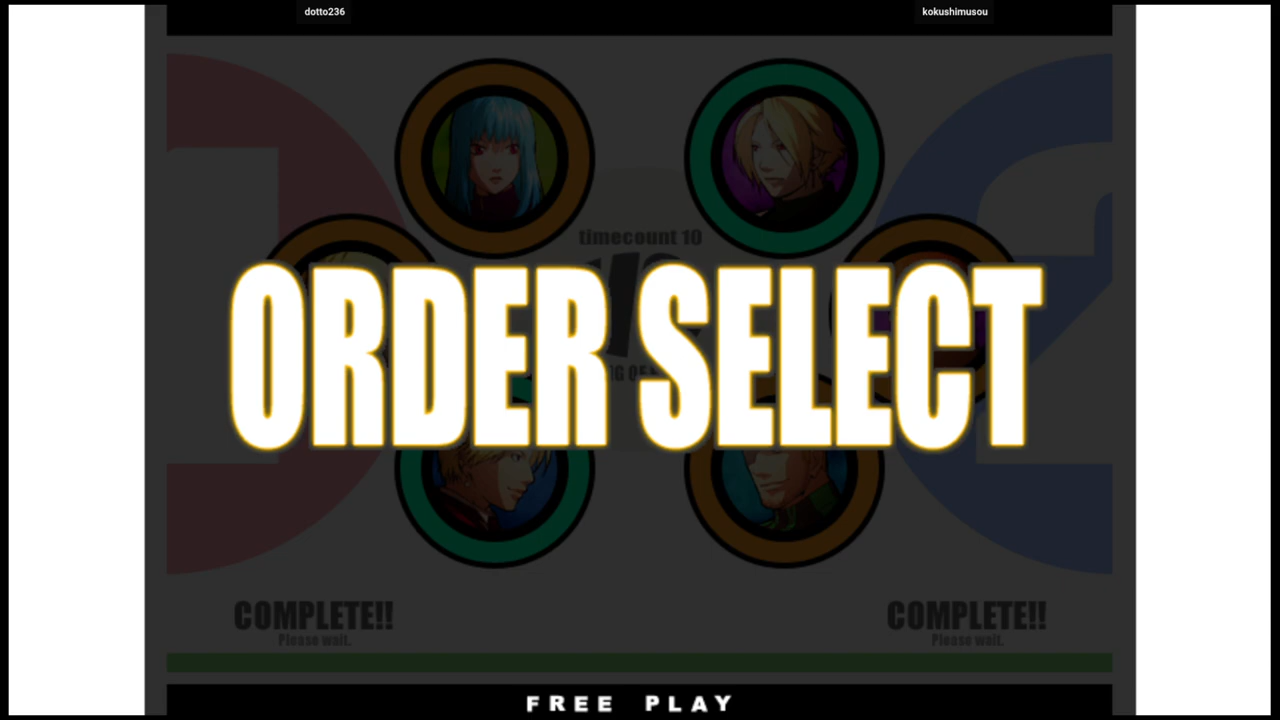 dotto236
kokushimusou
timecount 10
ORDER SELECT
COMPLETE!!
Please wait.
COMPLETE!!
Please wait.
FREE PLAY